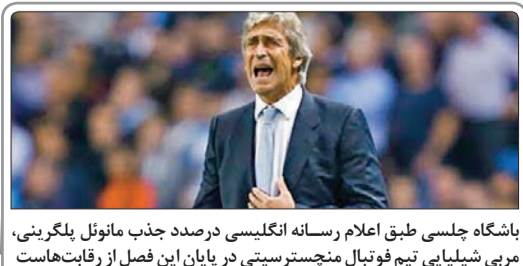 باشگاه چلسی طبق اعلام رسـانه انگلیسی درصدد جذب مانوئل پلگرینی،
مربی شیلیایی تیم فوتبال منچسترسیتی در پایان این فصل از رقابت‌هاست